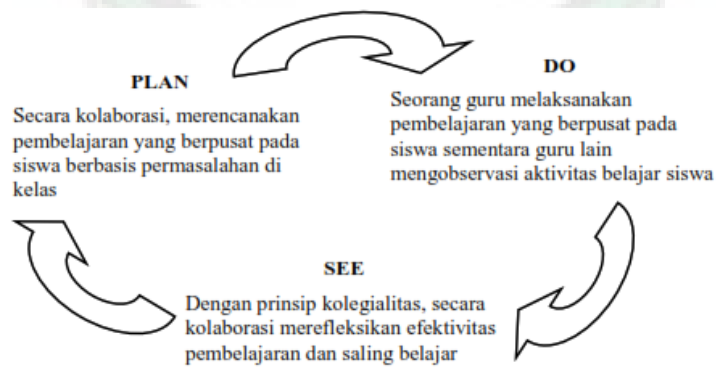 PLAN
Secara kolaborasi, merencanakan
pembelajaran yang berpusat pada
siswa berbasis permasalahan di
kelas
DO
Seorang guru melaksanakan
pembelajaran yang berpusat pada
siswa sementara guru lain
mengobservasi aktivitas belajar siswa
SEE
Dengan prinsip kolegialitas, secara
kolaborasi merefleksikan efektivitas
pembelajaran dan saling belajar